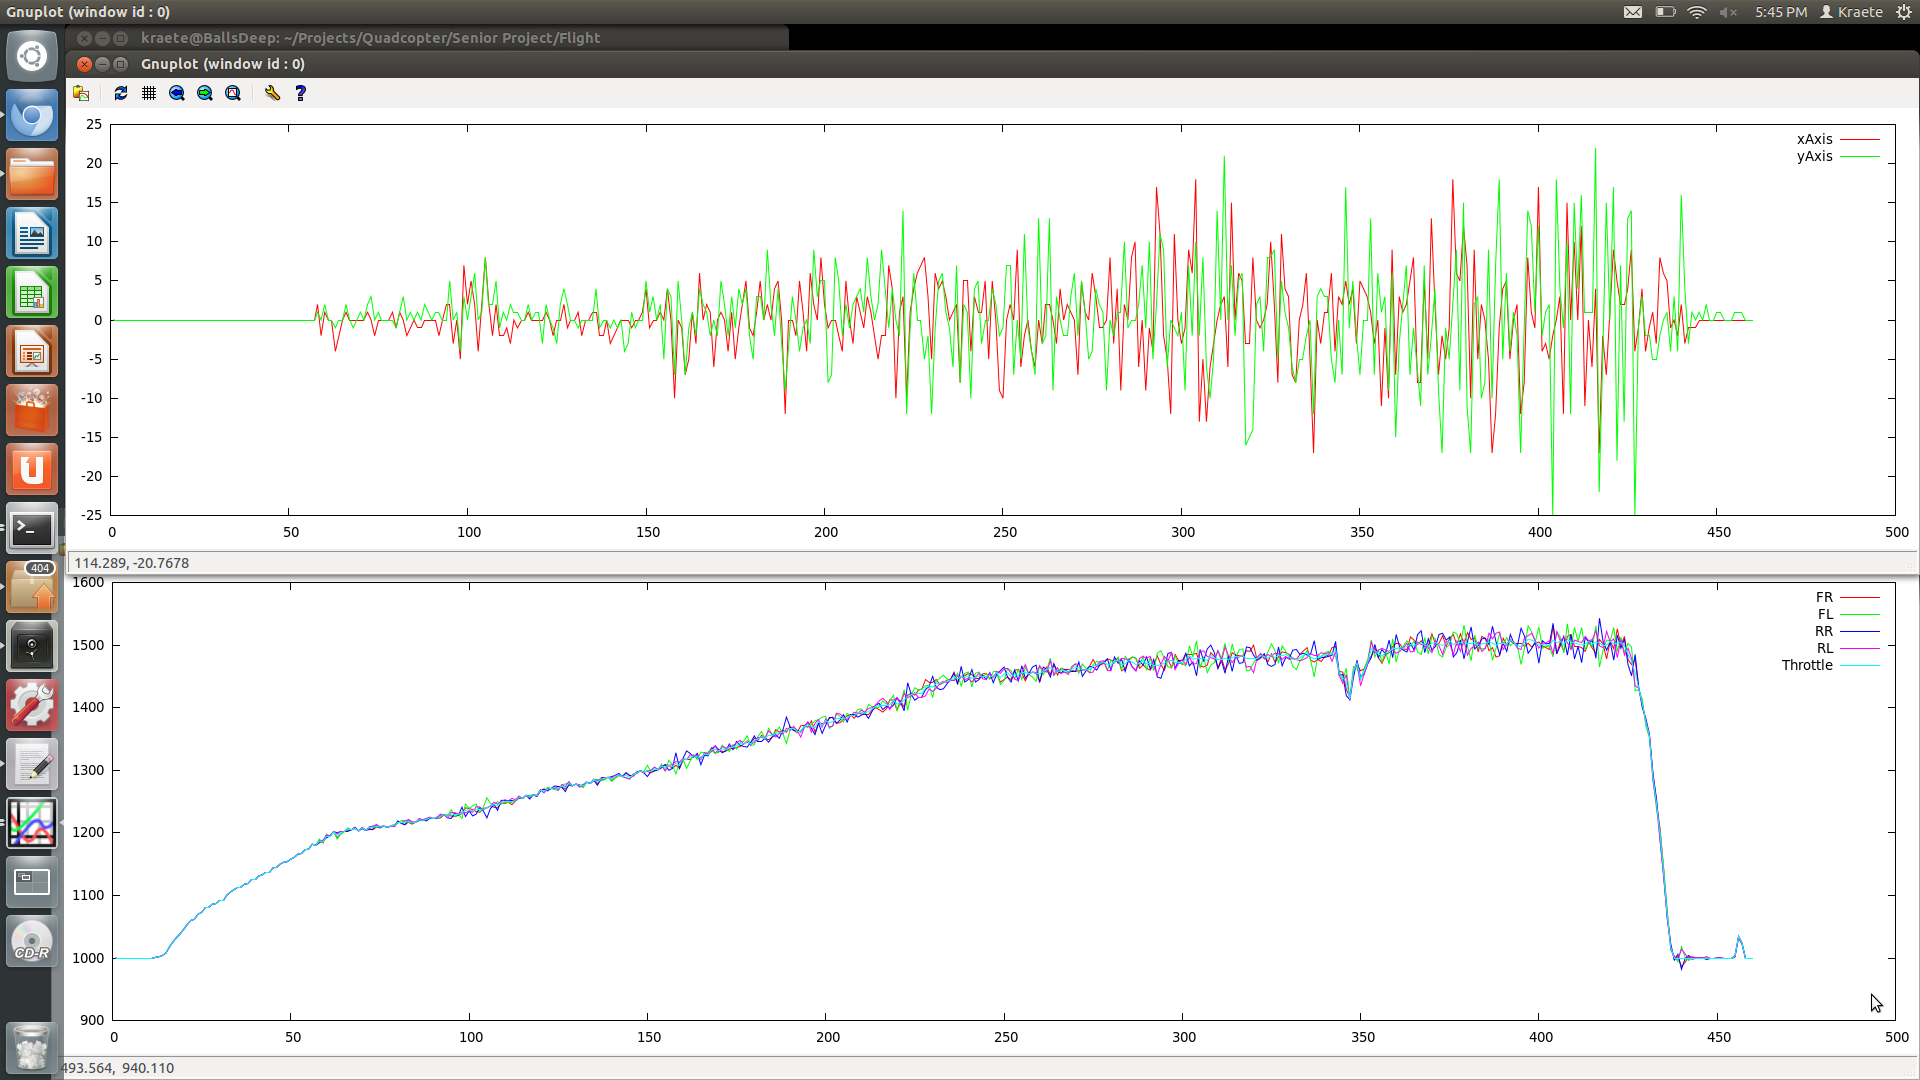 Gnuplot (window id : 0)
5:45 PM Kraete
kraete@BallsDeep: ~/Projects/Quadcopter/Senior Project/Flight
Gnuplot (window id : 0)
25
20
15
10
5
0
-5
-10
-15
-20
-25
0 50 100 150 200 250 300 350 400 450 500
xAxis
yAxis
114.289, -20.7678
404
1600
1500
1400
1300
1200
1100
1000
900
0 50 100 150 200 250 300 350 400 450 500
FR
FL
RR
RL
Throttle
CD-R
493.564, 940.110